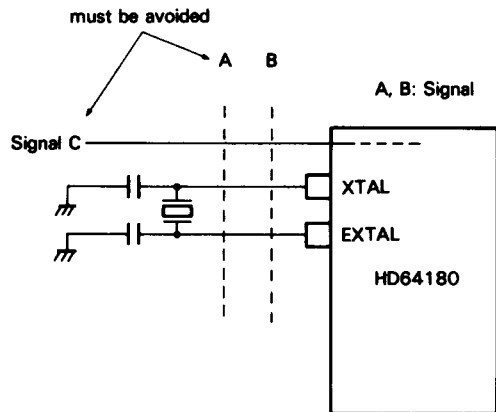 must be avoided
A
B
A, B: Signal
Signal C
XTAL
EXTAL
HD64180